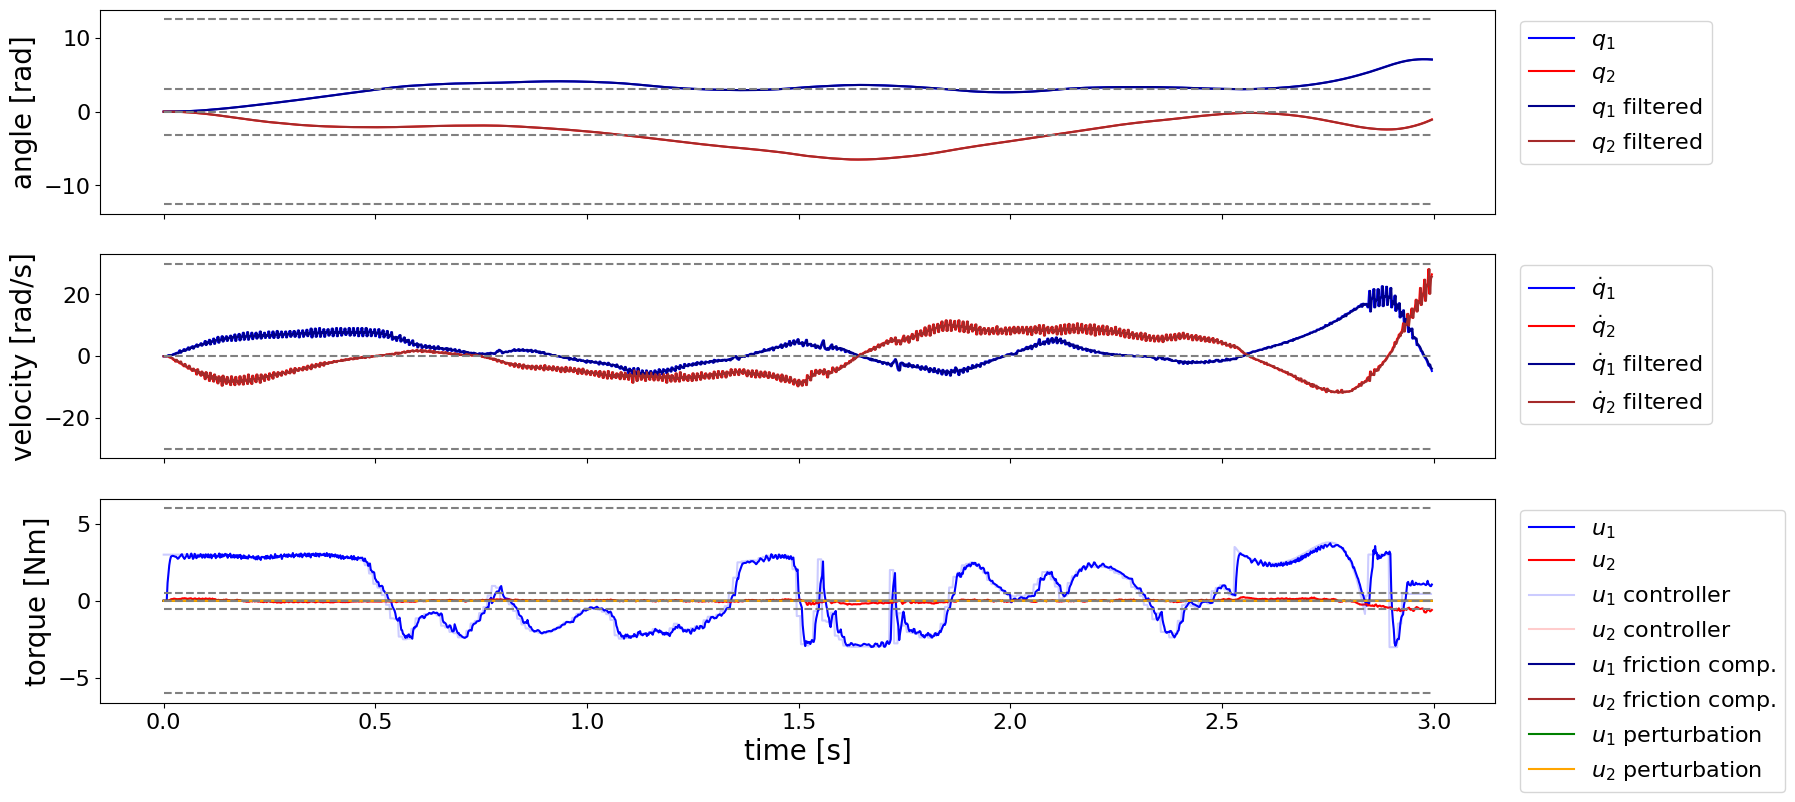 angle [rad]
10
0
−10
q₁
q₂
q₁ filtered
q₂ filtered
velocity [rad/s]
20
0
−20
q̇₁
q̇₂
q̇₁ filtered
q̇₂ filtered
torque [Nm]
5
0
−5
0.0 0.5 1.0 1.5 2.0 2.5 3.0
time [s]
u₁
u₂
u₁ controller
u₂ controller
u₁ friction comp.
u₂ friction comp.
u₁ perturbation
u₂ perturbation